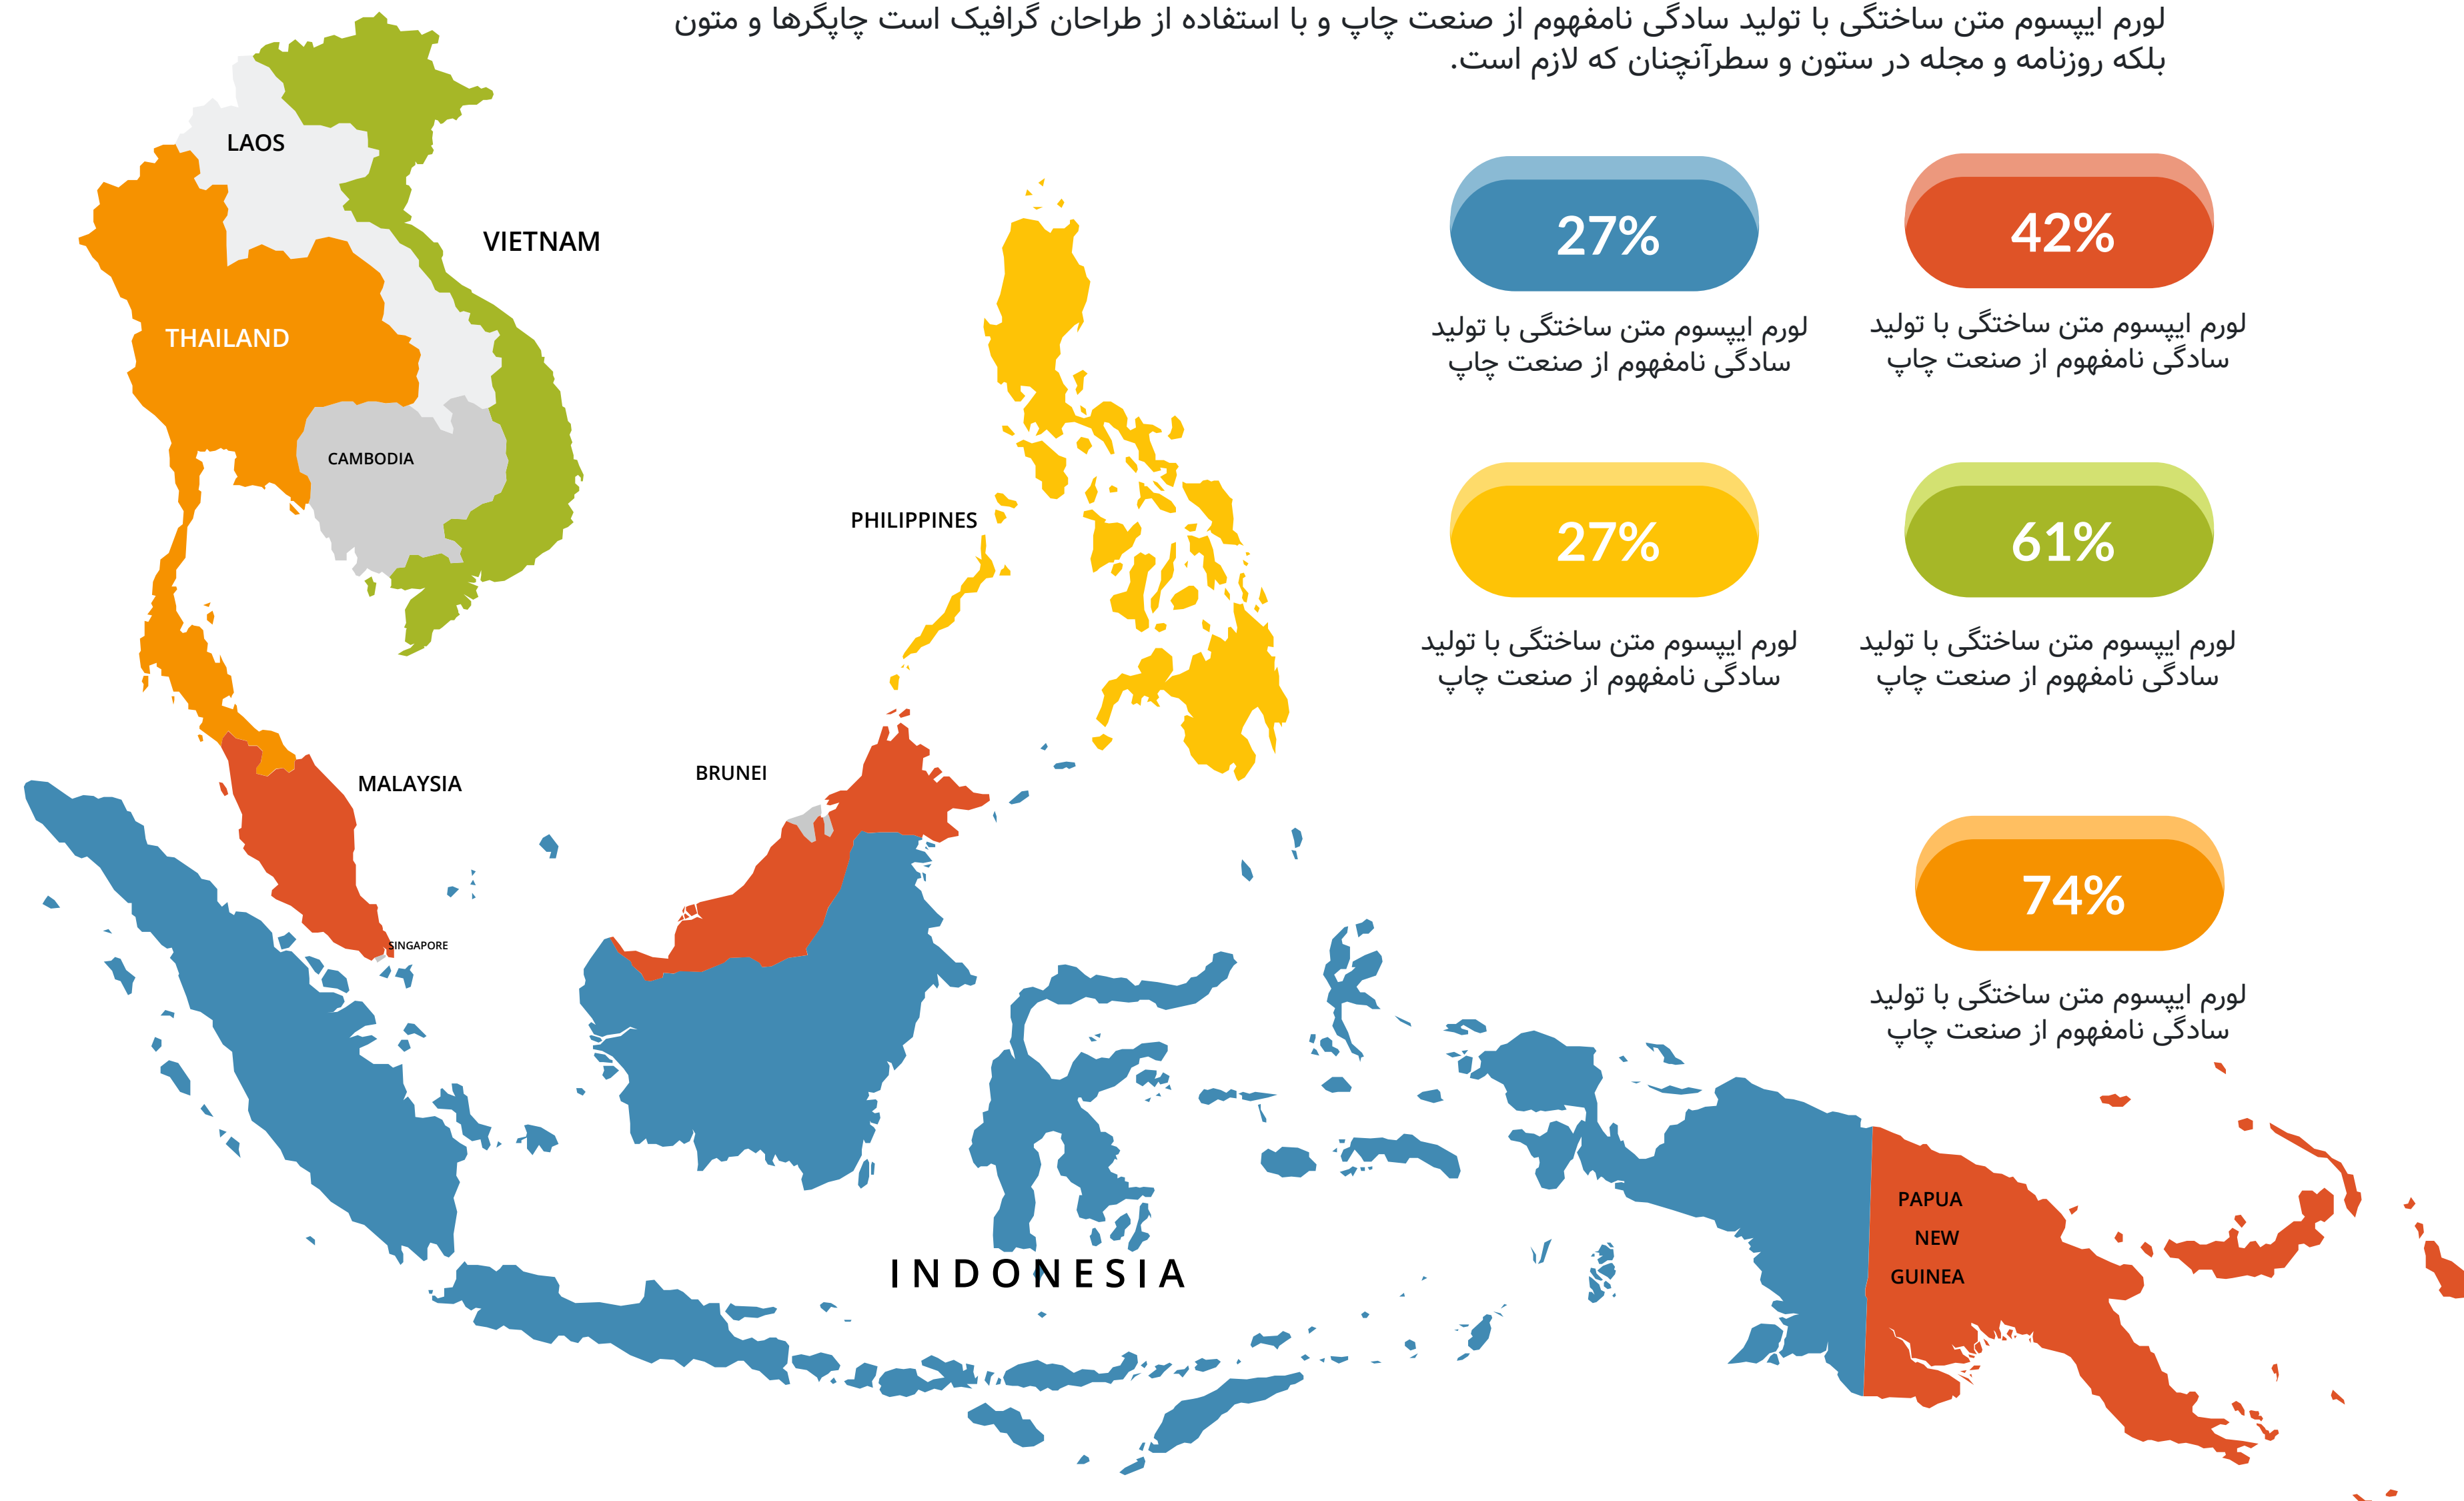 لورم ایپسوم متن ساختگی با تولید سادگی نامفهوم از صنعت چاپ و با استفاده از طراحان گرافیک است چاپگرها و متون
بلکه روزنامه و مجله در ستون و سطرآنچنان که لازم است.
LAOS
VIETNAM
THAILAND
CAMBODIA
PHILIPPINES
MALAYSIA
BRUNEI
SINGAPORE
INDONESIA
PAPUA
NEW
GUINEA
42%
لورم ایپسوم متن ساختگی با تولید
سادگی نامفهوم از صنعت چاپ
27%
لورم ایپسوم متن ساختگی با تولید
سادگی نامفهوم از صنعت چاپ
61%
لورم ایپسوم متن ساختگی با تولید
سادگی نامفهوم از صنعت چاپ
27%
لورم ایپسوم متن ساختگی با تولید
سادگی نامفهوم از صنعت چاپ
74%
لورم ایپسوم متن ساختگی با تولید
سادگی نامفهوم از صنعت چاپ